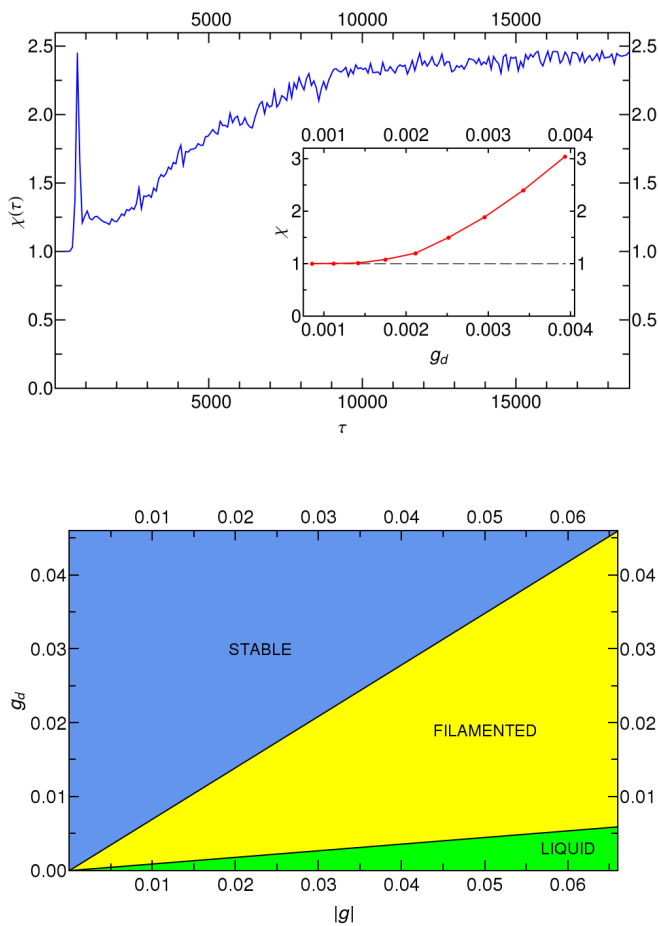 5000 10000 15000
2.5 2.5
2.0 2.0
0.001 0.002 0.003 0.004
3 3
1.5 1.5
χ(τ)
χ
2 2
1.0 1.0
1 1
0.5 0.5
0 0.001 0.002 0.003 0.004
g_d
0.0 0.0
5000 10000 15000
τ
0.01 0.02 0.03 0.04 0.05 0.06
0.04 0.04
STABLE
0.03 0.03
g_d
FILAMENTED
0.02 0.02
0.01 0.01
LIQUID
0.00 0.00
0.01 0.02 0.03 0.04 0.05 0.06
|g|